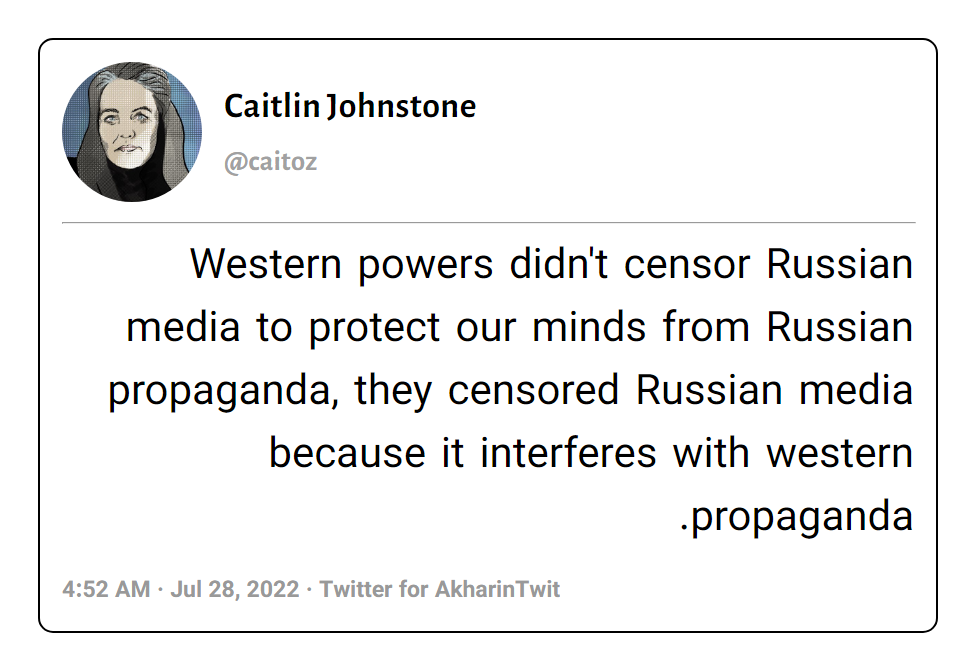 Caitlin Johnstone
@caitoz
Western powers didn't censor Russian
media to protect our minds from Russian
propaganda, they censored Russian media
because it interferes with western
.propaganda
4:52 AM · Jul 28, 2022 · Twitter for AkharinTwit